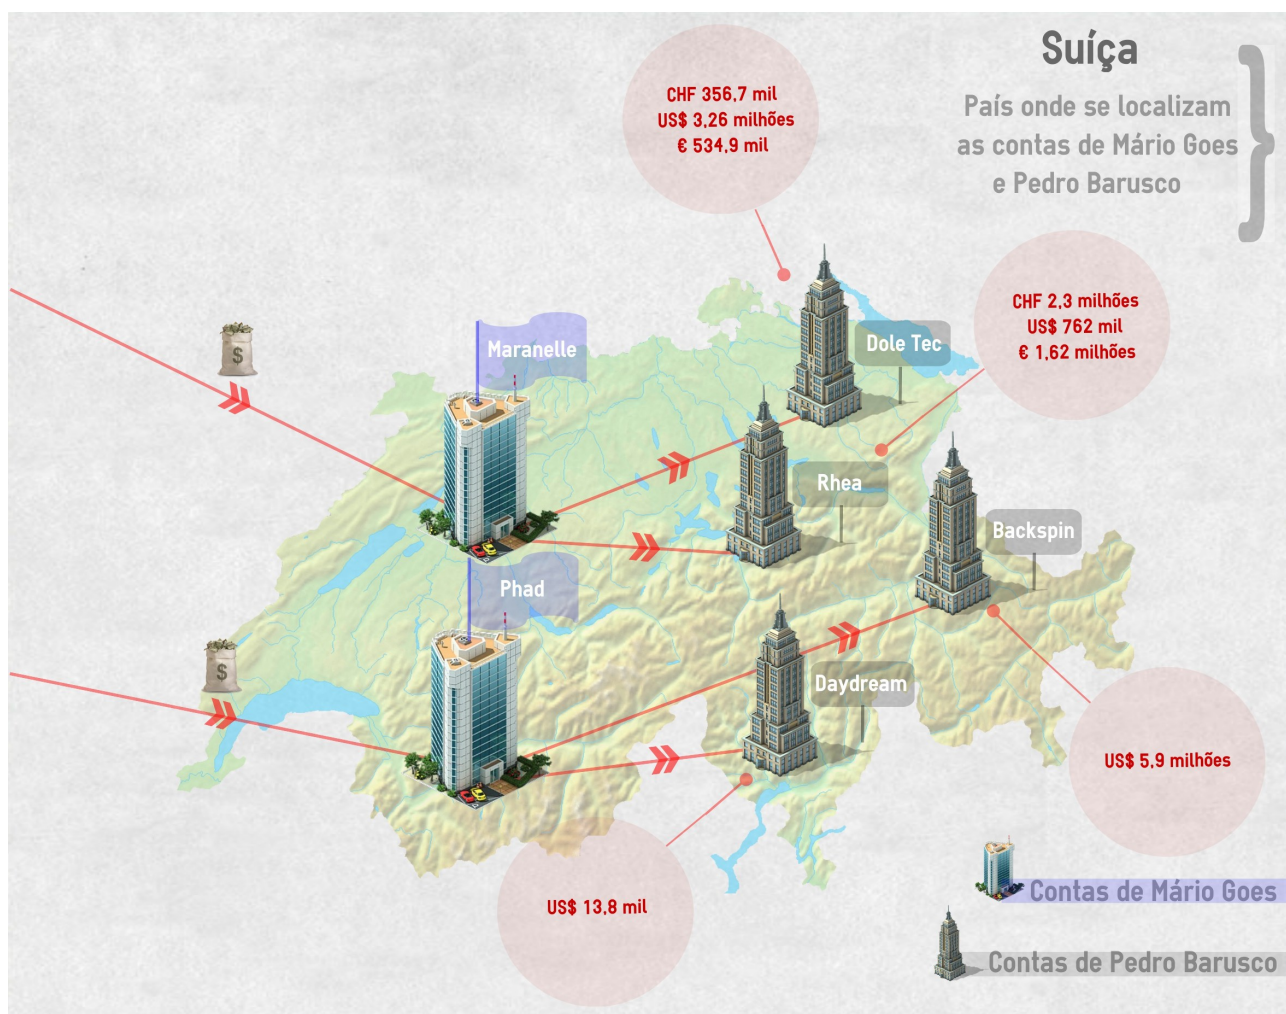 Suíça
País onde se localizam
as contas de Mário Goes
e Pedro Barusco
CHF 356,7 mil
US$ 3,26 milhões
€ 534,9 mil
CHF 2,3 milhões
US$ 762 mil
€ 1,62 milhões
Maranelle
Dole Tec
$
Rhea
Backspin
Phad
$
Daydream
US$ 5,9 milhões
US$ 13,8 mil
Contas de Mário Goes
Contas de Pedro Barusco